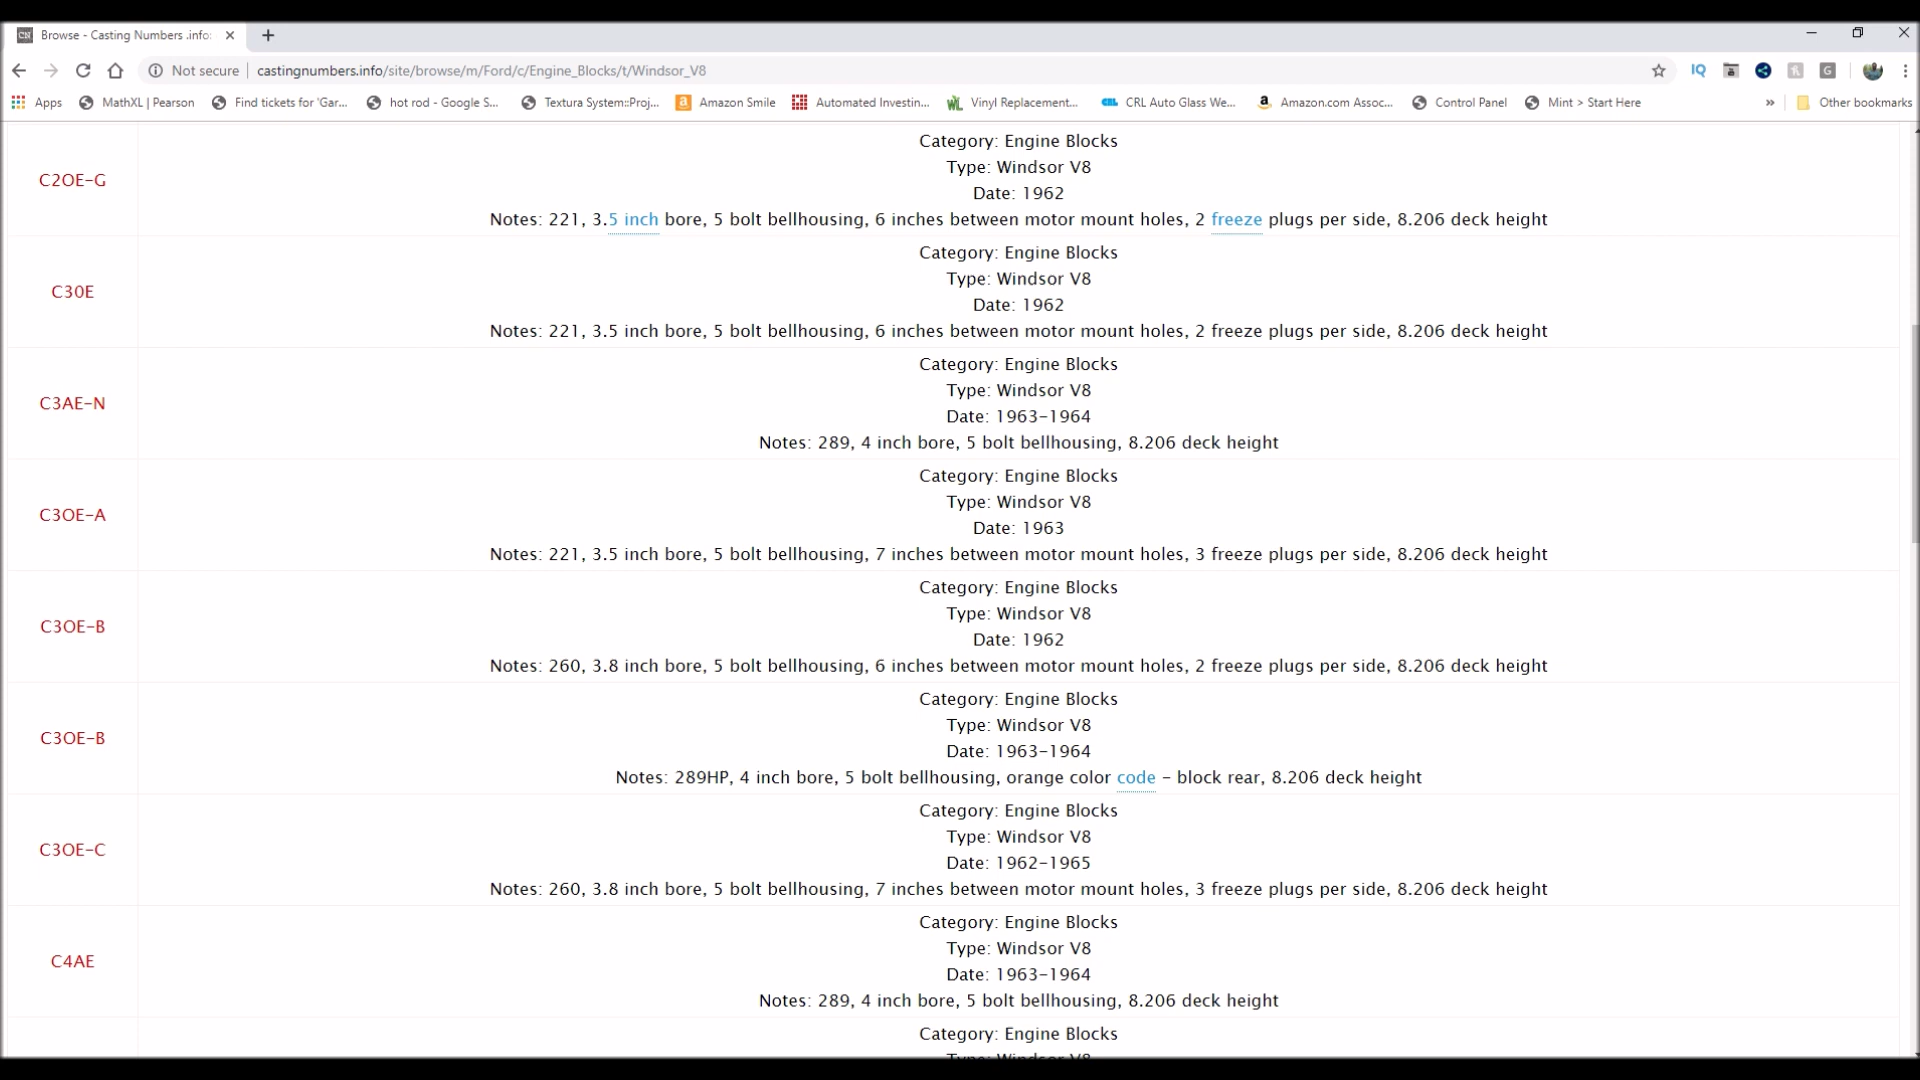 Browse - Casting Numbers .info:
Not secure
castingnumbers.info/site/browse/m/Ford/c/Engine_Blocks/t/Windsor_V8
IQ
G
Apps
MathXL | Pearson
Find tickets for 'Gar...
hot rod - Google S...
Textura System::Proj...
Amazon Smile
Automated Investin...
Vinyl Replacement...
CRL Auto Glass We...
Amazon.com Assoc...
Control Panel
Mint > Start Here
Other bookmarks
C2OE-G
Category: Engine Blocks
Type: Windsor V8
Date: 1962
Notes: 221, 3.5 inch bore, 5 bolt bellhousing, 6 inches between motor mount holes, 2 freeze plugs per side, 8.206 deck height
C30E
Category: Engine Blocks
Type: Windsor V8
Date: 1962
Notes: 221, 3.5 inch bore, 5 bolt bellhousing, 6 inches between motor mount holes, 2 freeze plugs per side, 8.206 deck height
C3AE-N
Category: Engine Blocks
Type: Windsor V8
Date: 1963-1964
Notes: 289, 4 inch bore, 5 bolt bellhousing, 8.206 deck height
C3OE-A
Category: Engine Blocks
Type: Windsor V8
Date: 1963
Notes: 221, 3.5 inch bore, 5 bolt bellhousing, 7 inches between motor mount holes, 3 freeze plugs per side, 8.206 deck height
C3OE-B
Category: Engine Blocks
Type: Windsor V8
Date: 1962
Notes: 260, 3.8 inch bore, 5 bolt bellhousing, 6 inches between motor mount holes, 2 freeze plugs per side, 8.206 deck height
C3OE-B
Category: Engine Blocks
Type: Windsor V8
Date: 1963-1964
Notes: 289HP, 4 inch bore, 5 bolt bellhousing, orange color code - block rear, 8.206 deck height
C3OE-C
Category: Engine Blocks
Type: Windsor V8
Date: 1962-1965
Notes: 260, 3.8 inch bore, 5 bolt bellhousing, 7 inches between motor mount holes, 3 freeze plugs per side, 8.206 deck height
C4AE
Category: Engine Blocks
Type: Windsor V8
Date: 1963-1964
Notes: 289, 4 inch bore, 5 bolt bellhousing, 8.206 deck height
Category: Engine Blocks
Type: Windsor V8